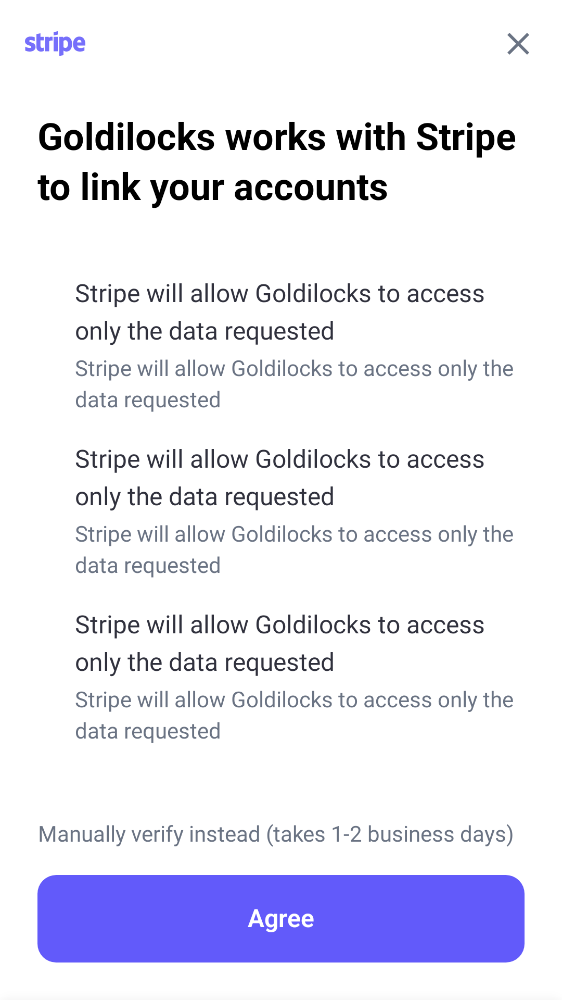 stripe
Goldilocks works with Stripe
to link your accounts
Stripe will allow Goldilocks to access
only the data requested
Stripe will allow Goldilocks to access only the
data requested
Stripe will allow Goldilocks to access
only the data requested
Stripe will allow Goldilocks to access only the
data requested
Stripe will allow Goldilocks to access
only the data requested
Stripe will allow Goldilocks to access only the
data requested
Manually verify instead (takes 1-2 business days)
Agree